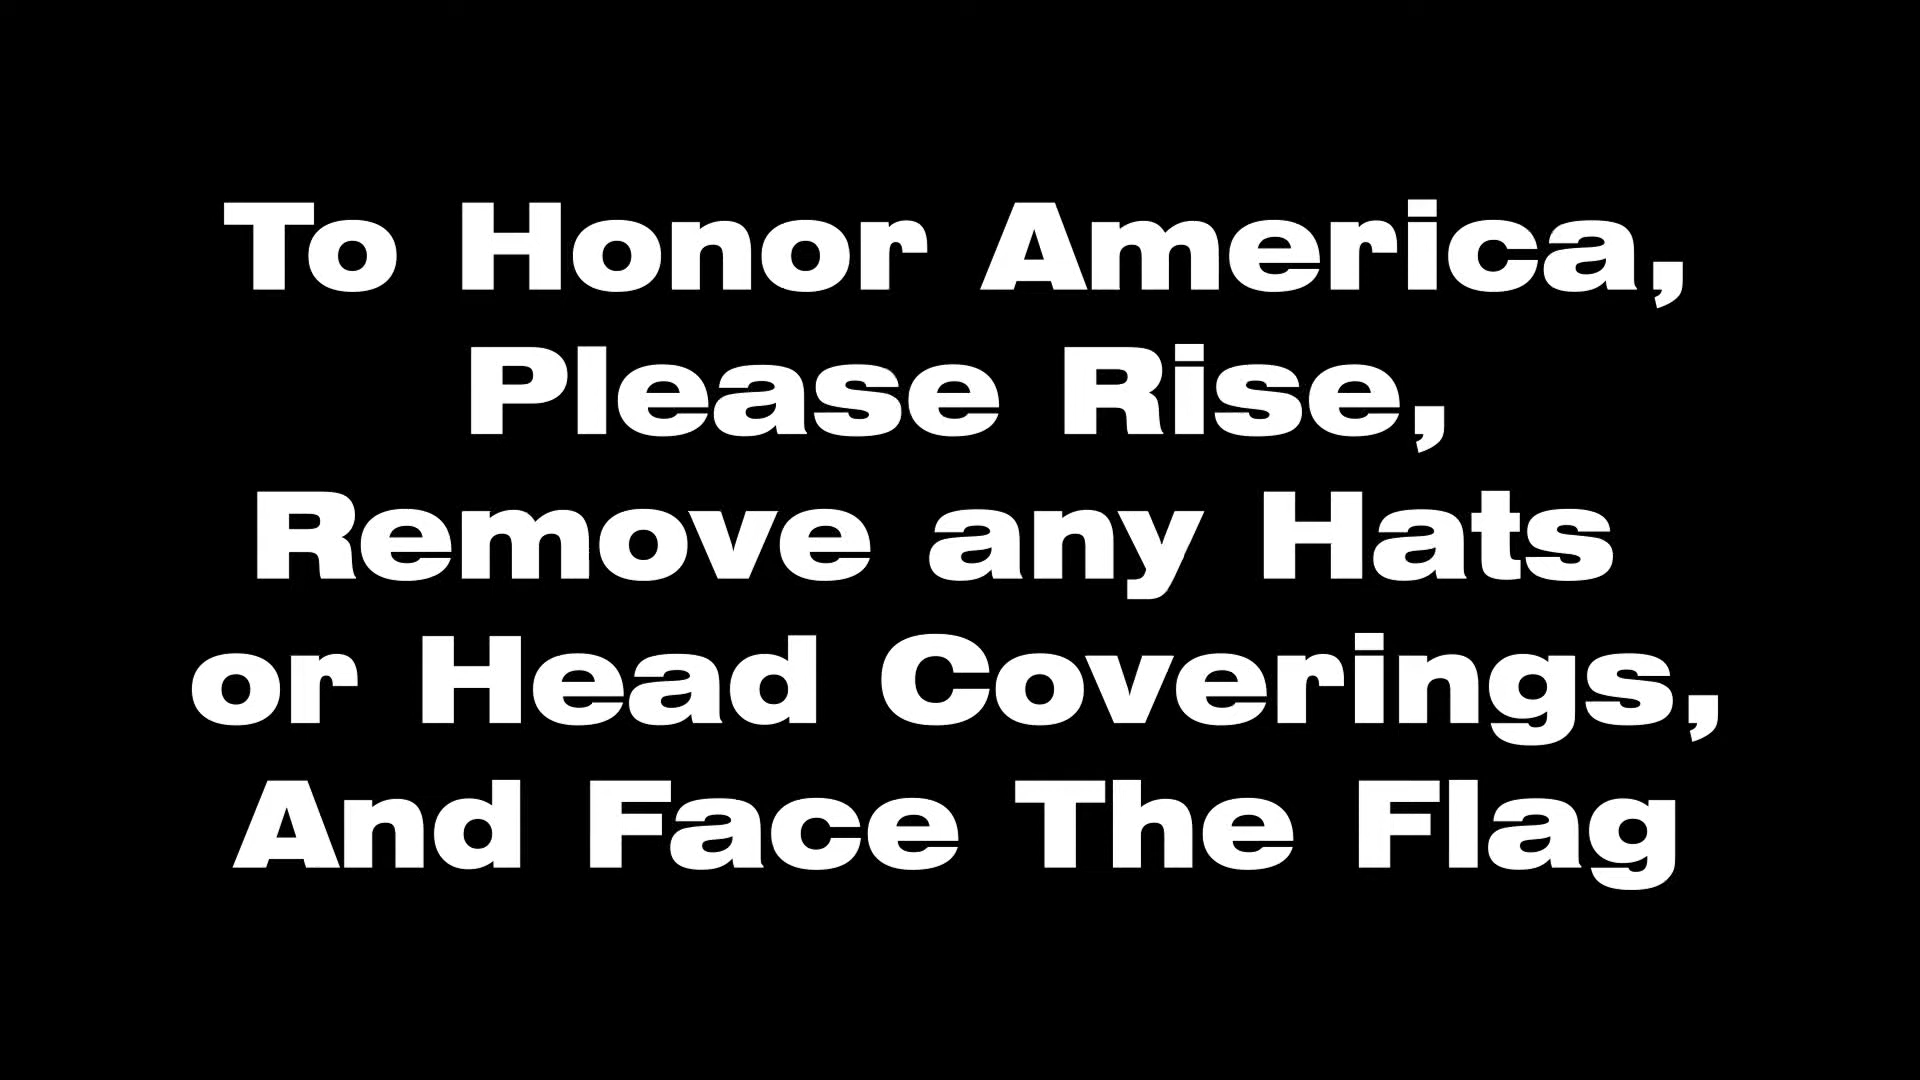 To Honor America,
Please Rise,
Remove any Hats
or Head Coverings,
And Face The Flag